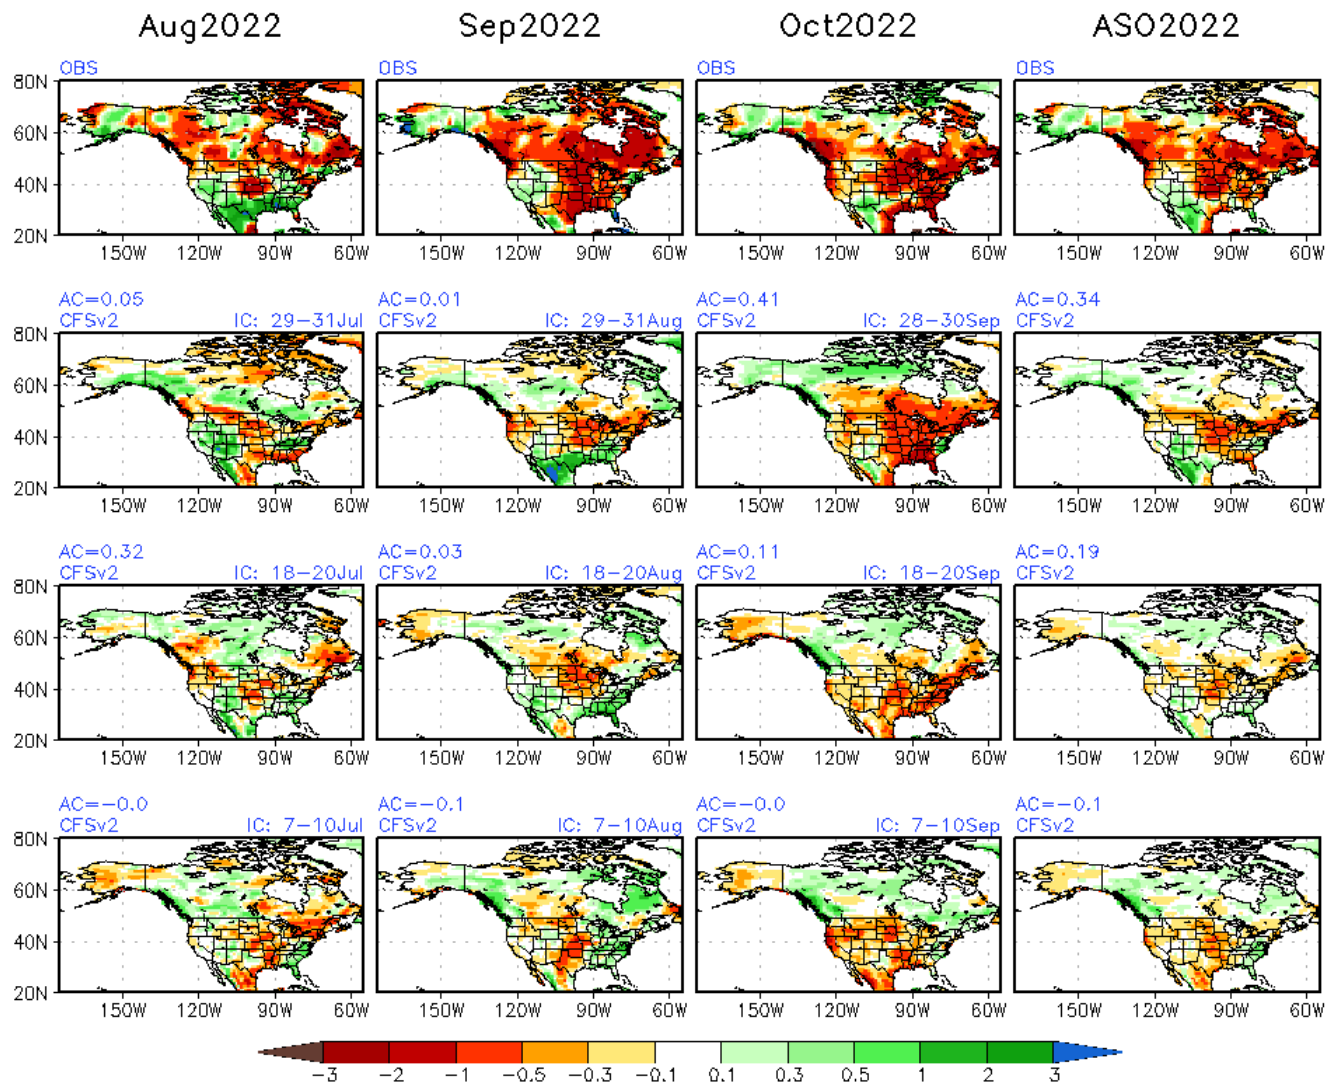 Aug2022 Sep2022 Oct2022 ASO2022
OBS OBS OBS OBS
80N
60N
40N
20N
150W 120W 90W 60W 150W 120W 90W 60W 150W 120W 90W 60W 150W 120W 90W 60W
AC=0.05 AC=0.01 AC=0.41 AC=0.34
CFSv2 IC: 29-31Jul CFSv2 IC: 29-31Aug CFSv2 IC: 28-30Sep CFSv2
80N
60N
40N
20N
150W 120W 90W 60W 150W 120W 90W 60W 150W 120W 90W 60W 150W 120W 90W 60W
AC=0.32 AC=0.03 AC=0.11 AC=0.19
CFSv2 IC: 18-20Jul CFSv2 IC: 18-20Aug CFSv2 IC: 18-20Sep CFSv2
80N
60N
40N
20N
150W 120W 90W 60W 150W 120W 90W 60W 150W 120W 90W 60W 150W 120W 90W 60W
AC=-0.0 AC=-0.1 AC=-0.0 AC=-0.1
CFSv2 IC: 7-10Jul CFSv2 IC: 7-10Aug CFSv2 IC: 7-10Sep CFSv2
80N
60N
40N
20N
150W 120W 90W 60W 150W 120W 90W 60W 150W 120W 90W 60W 150W 120W 90W 60W
-3 -2 -1 -0.5 -0.3 -0.1 0.1 0.3 0.5 1 2 3